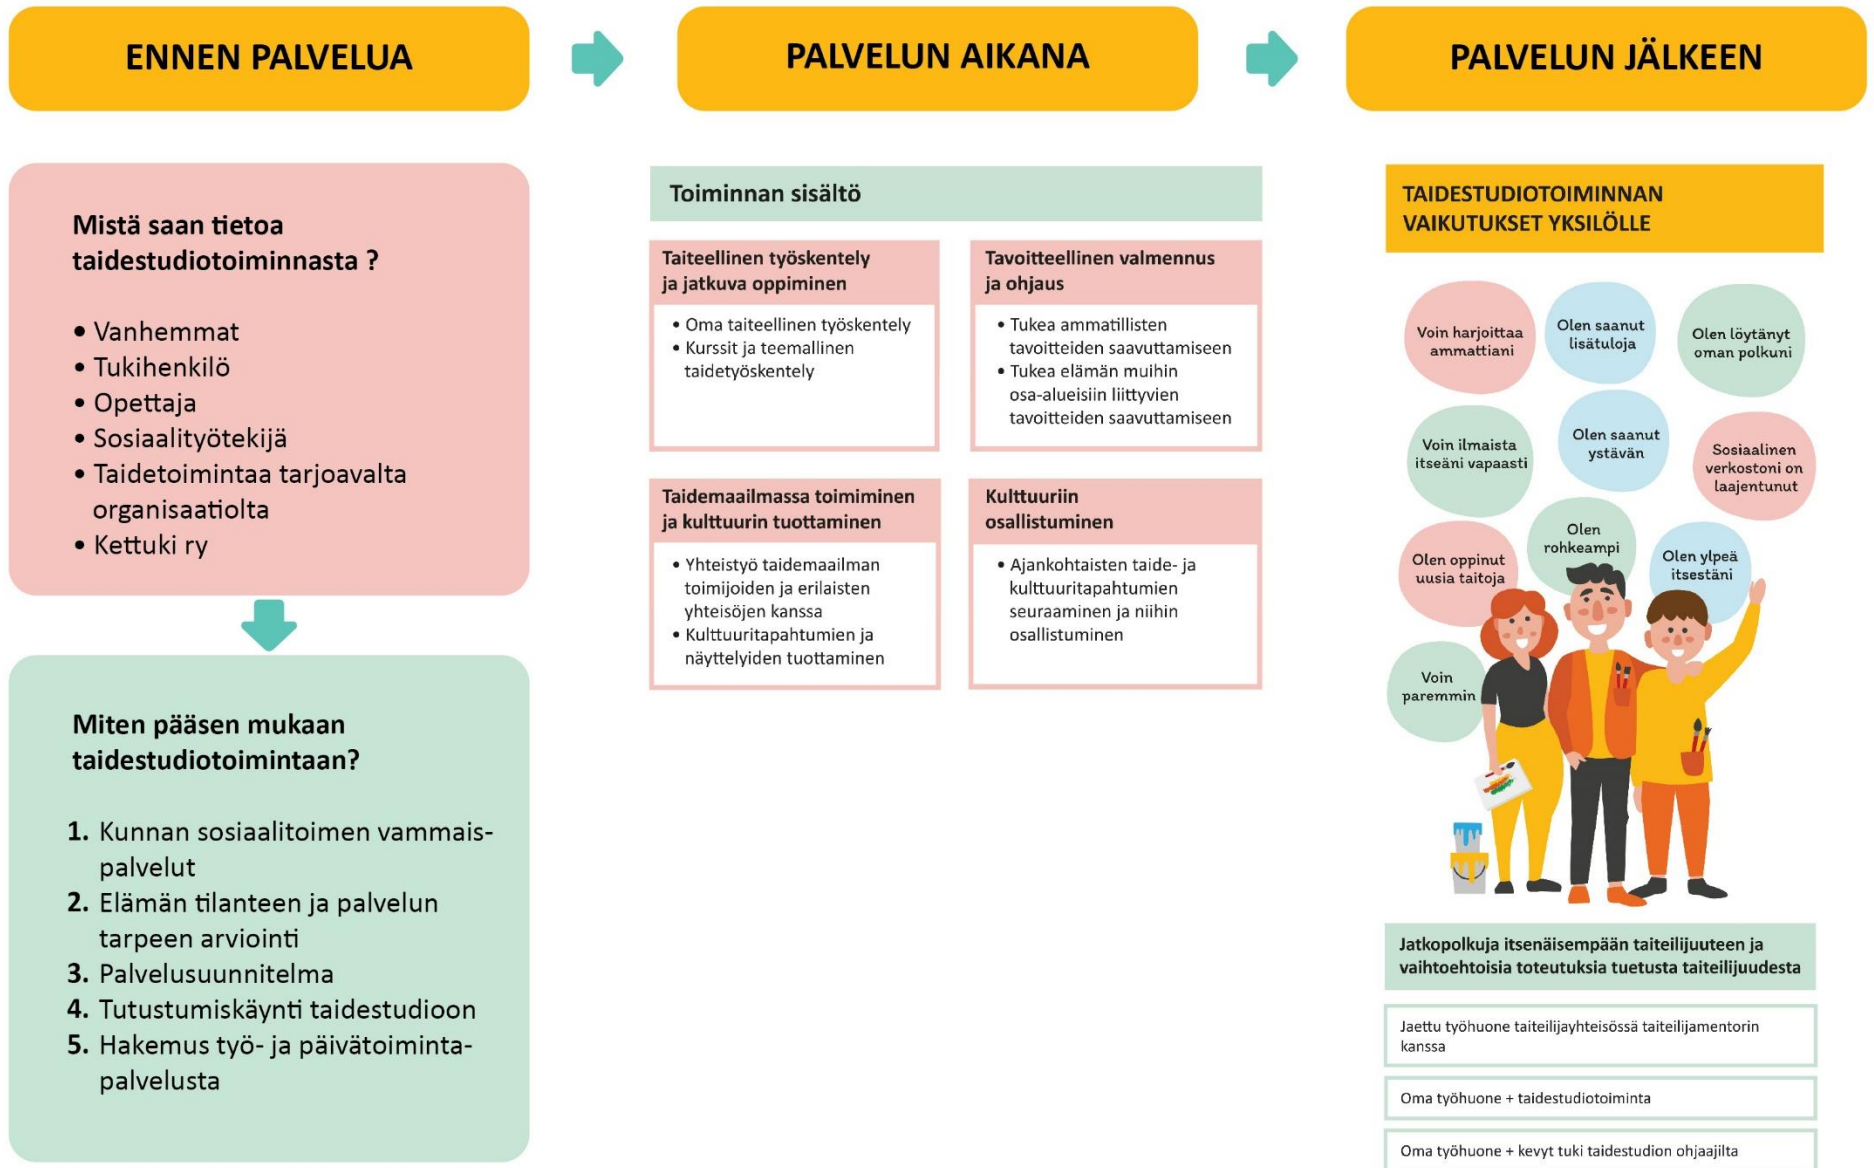 ENNEN PALVELUA
PALVELUN AIKANA
PALVELUN JÄLKEEN
Mistä saan tietoa
taidestudiotoiminnasta ?
• Vanhemmat
• Tukihenkilö
• Opettaja
• Sosiaalityötekijä
• Taidetoimintaa tarjoavalta
organisaatiolta
• Kettuki ry
Miten pääsen mukaan
taidestudiotoimintaan?
1. Kunnan sosiaalitoimen vammais-
palvelut
2. Elämän tilanteen ja palvelun
tarpeen arviointi
3. Palvelusuunnitelma
4. Tutustumiskäynti taidestudioon
5. Hakemus työ- ja päivätoiminta-
palvelusta
Toiminnan sisältö
Taiteellinen työskentely
ja jatkuva oppiminen
• Oma taiteellinen työskentely
• Kurssit ja teemallinen
taidetyöskentely
Tavoitteellinen valmennus
ja ohjaus
• Tukea ammatillisten
tavoitteiden saavuttamiseen
• Tukea elämän muihin
osa-alueisiin liittyvien
tavoitteiden saavuttamiseen
Taidemaailmassa toimiminen
ja kulttuurin tuottaminen
• Yhteistyö taidemaailman
toimijoiden ja erilaisten
yhteisöjen kanssa
• Kulttuuritapahtumien ja
näyttelyiden tuottaminen
Kulttuuriin
osallistuminen
• Ajankohtaisten taide- ja
kulttuuritapahtumien
seuraaminen ja niihin
osallistuminen
TAIDESTUDIOTOIMINNAN
VAIKUTUKSET YKSILÖLLE
Voin harjoittaa
ammattiani
Olen saanut
lisätuloja
Olen löytänyt
oman polkuni
Voin ilmaista
itseäni vapaasti
Olen saanut
ystävän
Sosiaalinen
verkostoni on
laajentunut
Olen oppinut
uusia taitoja
Olen
rohkeampi
Olen ylpeä
itsestäni
Voin
paremmin
Jatkopolkuja itsenäisempään taiteilijuuteen ja
vaihtoehtoisia toteutuksia tuetusta taiteilijuudesta
Jaettu työhuone taiteilijayhteisössä taiteilijamentorin
kanssa
Oma työhuone + taidestudiotoiminta
Oma työhuone + kevyt tuki taidestudion ohjaajilta